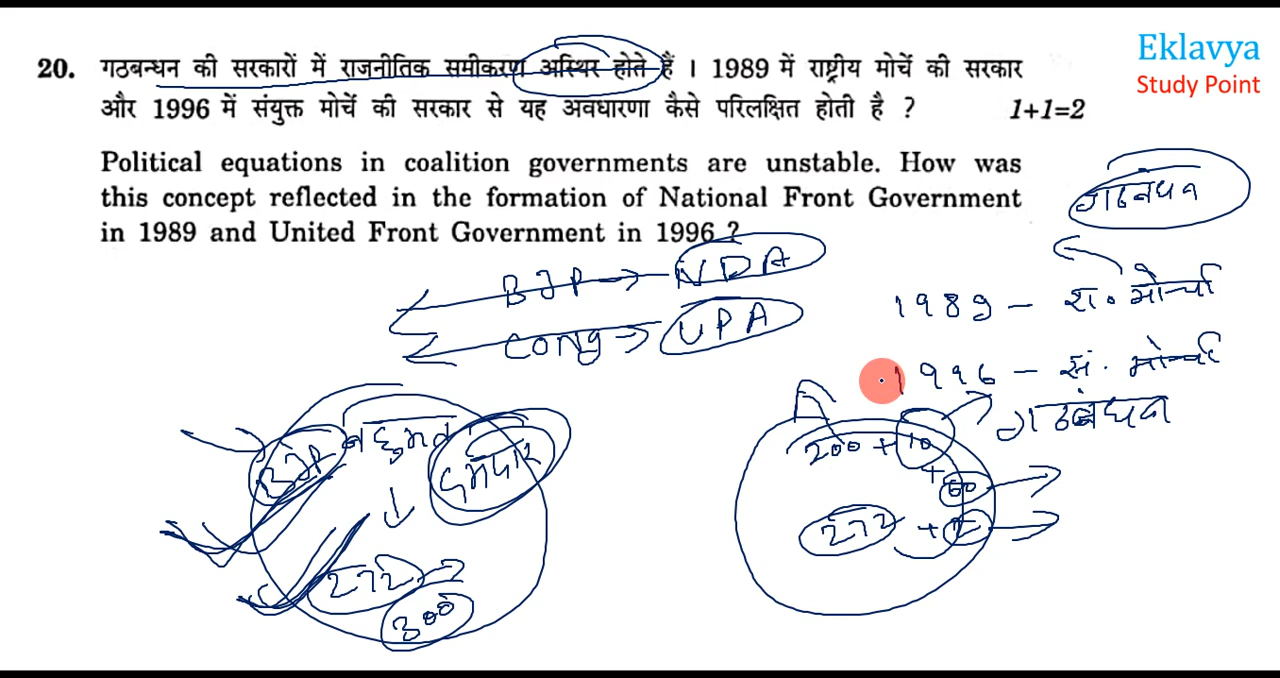 Eklavya
Study Point
20. गठबन्धन की सरकारों में राजनीतिक समीकरण अस्थिर होते हैं । 1989 में राष्ट्रीय मोर्चे की सरकार
और 1996 में संयुक्त मोर्चे की सरकार से यह अवधारणा कैसे परिलक्षित होती है ? 1+1=2
Political equations in coalition governments are unstable. How was
this concept reflected in the formation of National Front Government
in 1989 and United Front Government in 1996 ?
गठबंधन
BJP → NDA
Cong → UPA
1989 – रा. मोर्चा
1996 – सं. मोर्चा
गठबंधन
BJP बहुमत
272
300
200 + 10
+
272 +